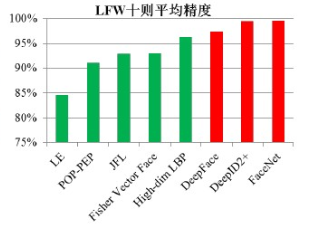 LFW十则平均精度
100%
95%
90%
85%
80%
75%
LE
POP-PEP
JFL
Fisher Vector Face
High-dim LBP
DeepFace
DeepID2+
FaceNet